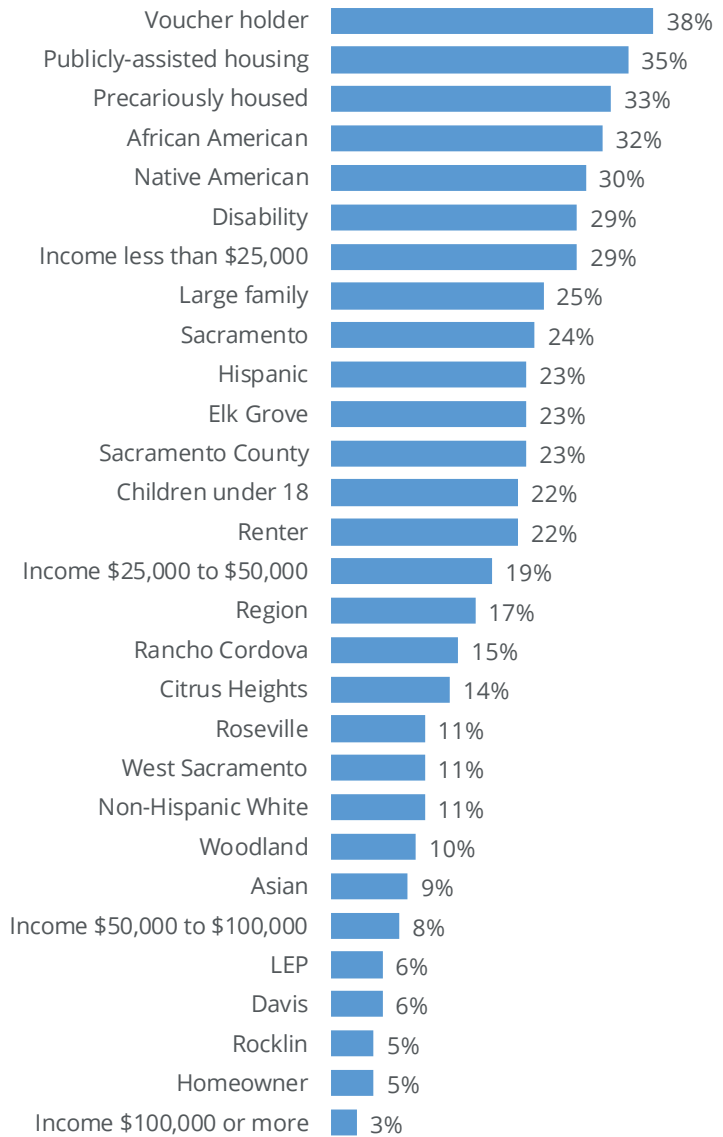 Voucher holder 38%
Publicly-assisted housing 35%
Precariously housed 33%
African American 32%
Native American 30%
Disability 29%
Income less than $25,000 29%
Large family 25%
Sacramento 24%
Hispanic 23%
Elk Grove 23%
Sacramento County 23%
Children under 18 22%
Renter 22%
Income $25,000 to $50,000 19%
Region 17%
Rancho Cordova 15%
Citrus Heights 14%
Roseville 11%
West Sacramento 11%
Non-Hispanic White 11%
Woodland 10%
Asian 9%
Income $50,000 to $100,000 8%
LEP 6%
Davis 6%
Rocklin 5%
Homeowner 5%
Income $100,000 or more 3%